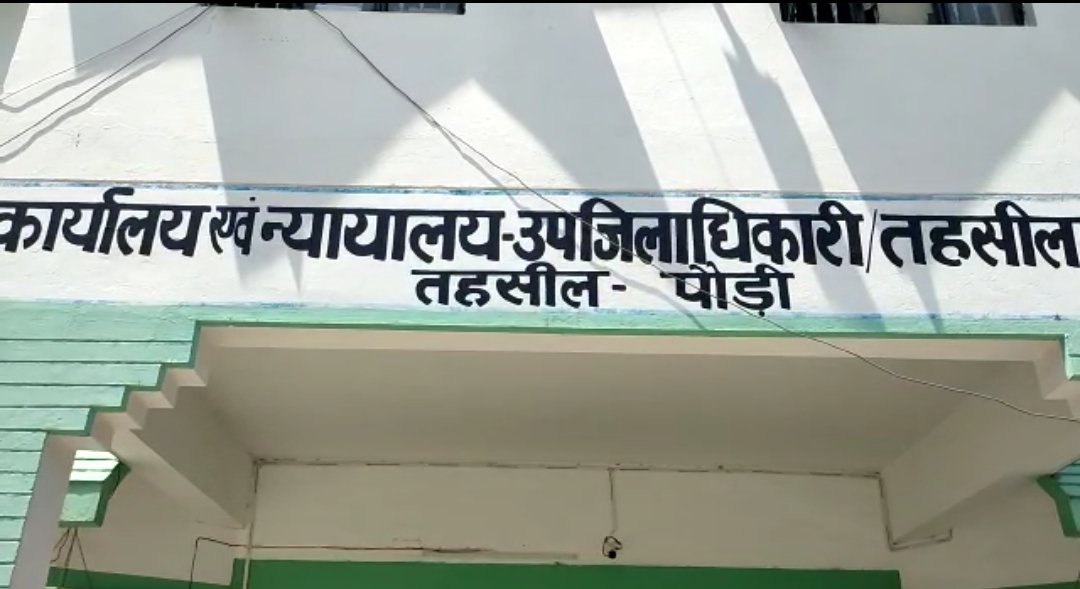 कार्यालय एवं न्यायालय-उपजिलाधिकारी/तहसील
तहसील- पौड़ी